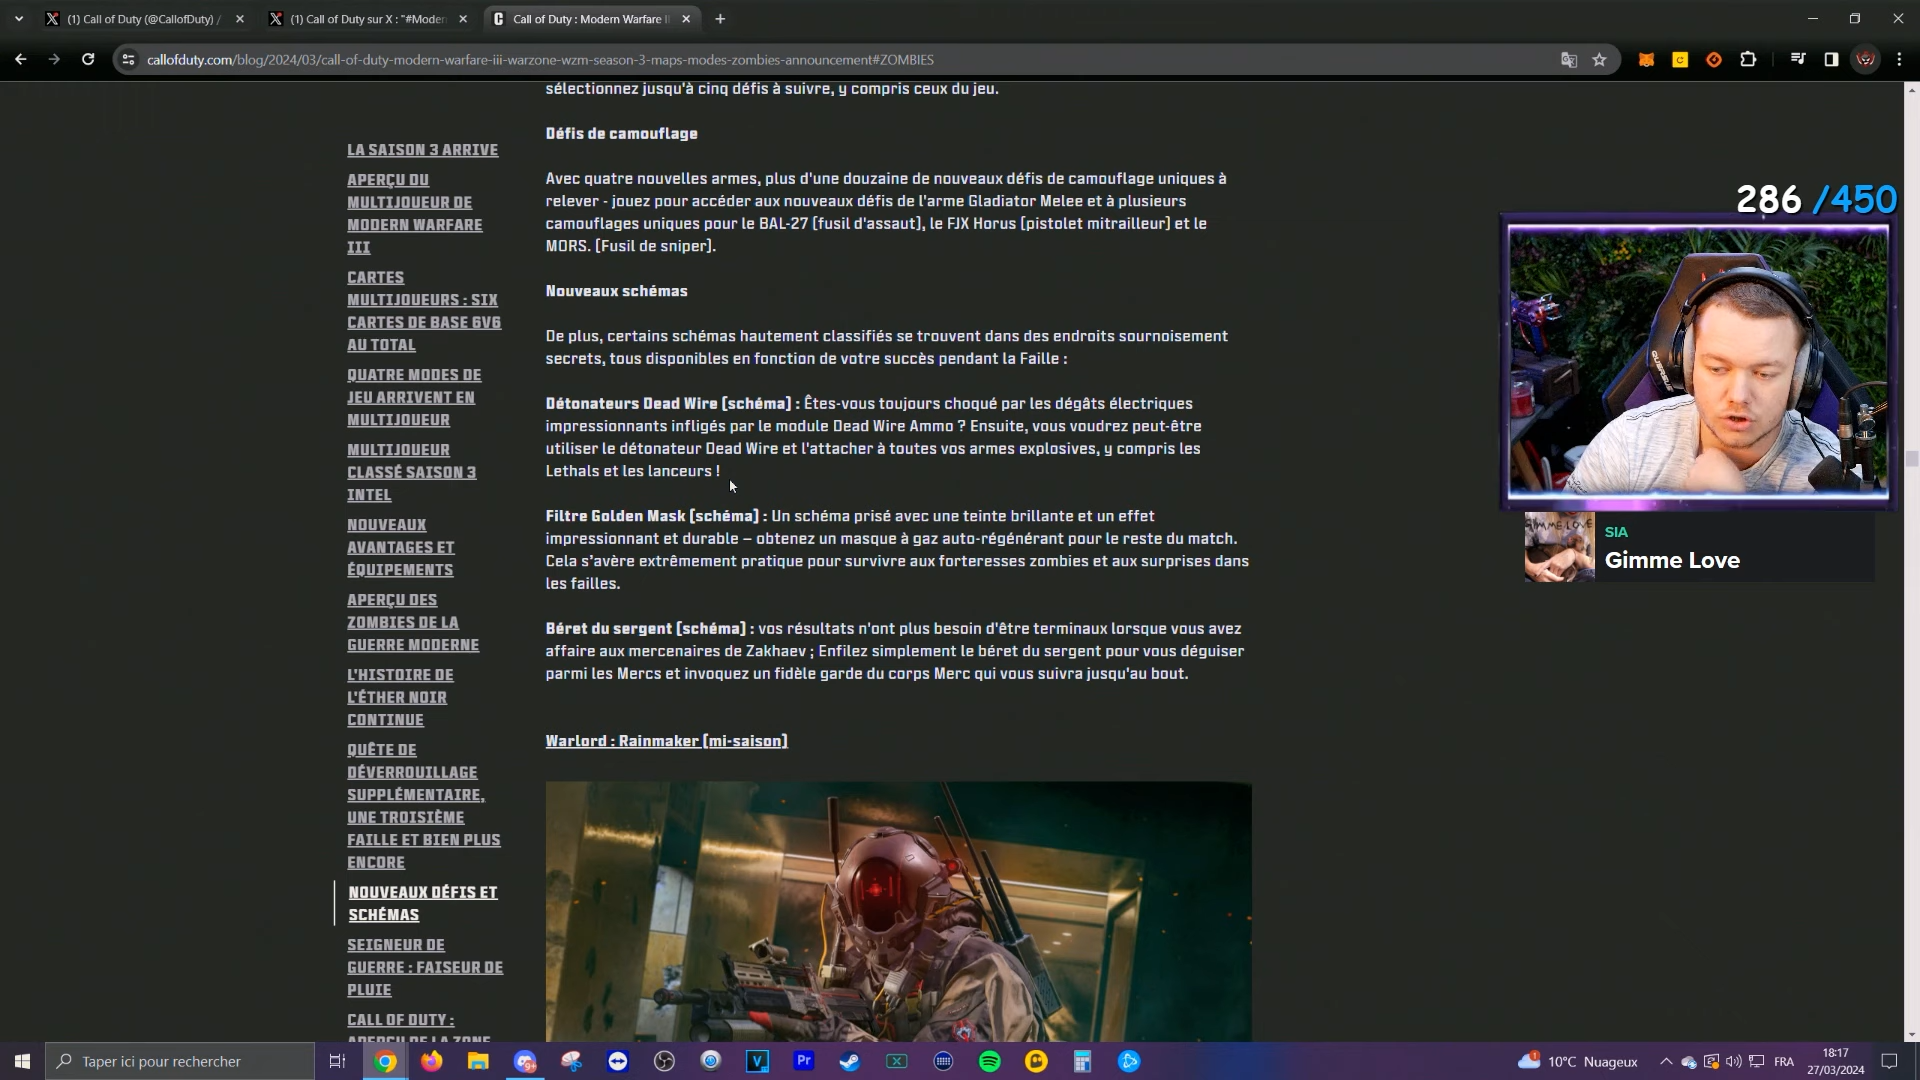 (1) Call of Duty (@CallofDuty) /
(1) Call of Duty sur X : "#Moder
Call of Duty : Modern Warfare I
callofduty.com/blog/2024/03/call-of-duty-modern-warfare-iii-warzone-wzm-season-3-maps-modes-zombies-announcement#ZOMBIES
LA SAISON 3 ARRIVE
APERÇU DU
MULTIJOUEUR DE
MODERN WARFARE
III
CARTES
MULTIJOUEURS : SIX
CARTES DE BASE 6V6
AU TOTAL
QUATRE MODES DE
JEU ARRIVENT EN
MULTIJOUEUR
MULTIJOUEUR
CLASSÉ SAISON 3
INTEL
NOUVEAUX
AVANTAGES ET
ÉQUIPEMENTS
APERÇU DES
ZOMBIES DE LA
GUERRE MODERNE
L'HISTOIRE DE
L'ÉTHER NOIR
CONTINUE
QUÊTE DE
DÉVERROUILLAGE
SUPPLÉMENTAIRE,
UNE TROISIÈME
FAILLE ET BIEN PLUS
ENCORE
NOUVEAUX DÉFIS ET
SCHÉMAS
SEIGNEUR DE
GUERRE : FAISEUR DE
PLUIE
CALL OF DUTY :
APERÇU DE LA ZONE
sélectionnez jusqu'à cinq défis à suivre, y compris ceux du jeu.
Défis de camouflage
Avec quatre nouvelles armes, plus d'une douzaine de nouveaux défis de camouflage uniques à
relever - jouez pour accéder aux nouveaux défis de l'arme Gladiator Melee et à plusieurs
camouflages uniques pour le BAL-27 (fusil d'assaut), le FJX Horus (pistolet mitrailleur) et le
MORS. (Fusil de sniper).
Nouveaux schémas
De plus, certains schémas hautement classifiés se trouvent dans des endroits sournoisement
secrets, tous disponibles en fonction de votre succès pendant la Faille :
Détonateurs Dead Wire (schéma) : Êtes-vous toujours choqué par les dégâts électriques
impressionnants infligés par le module Dead Wire Ammo ? Ensuite, vous voudrez peut-être
utiliser le détonateur Dead Wire et l'attacher à toutes vos armes explosives, y compris les
Lethals et les lanceurs !
Filtre Golden Mask (schéma) : Un schéma prisé avec une teinte brillante et un effet
impressionnant et durable – obtenez un masque à gaz auto-régénérant pour le reste du match.
Cela s'avère extrêmement pratique pour survivre aux forteresses zombies et aux surprises dans
les failles.
Béret du sergent (schéma) : vos résultats n'ont plus besoin d'être terminaux lorsque vous avez
affaire aux mercenaires de Zakhaev ; Enfilez simplement le béret du sergent pour vous déguiser
parmi les Mercs et invoquez un fidèle garde du corps Merc qui vous suivra jusqu'au bout.
Warlord : Rainmaker (mi-saison)
286 /450
QUERSUS
GIMME LOVE
SIA
Gimme Love
Taper ici pour rechercher
9+
V
Pr
1
10°C Nuageux
FRA
18:17
27/03/2024